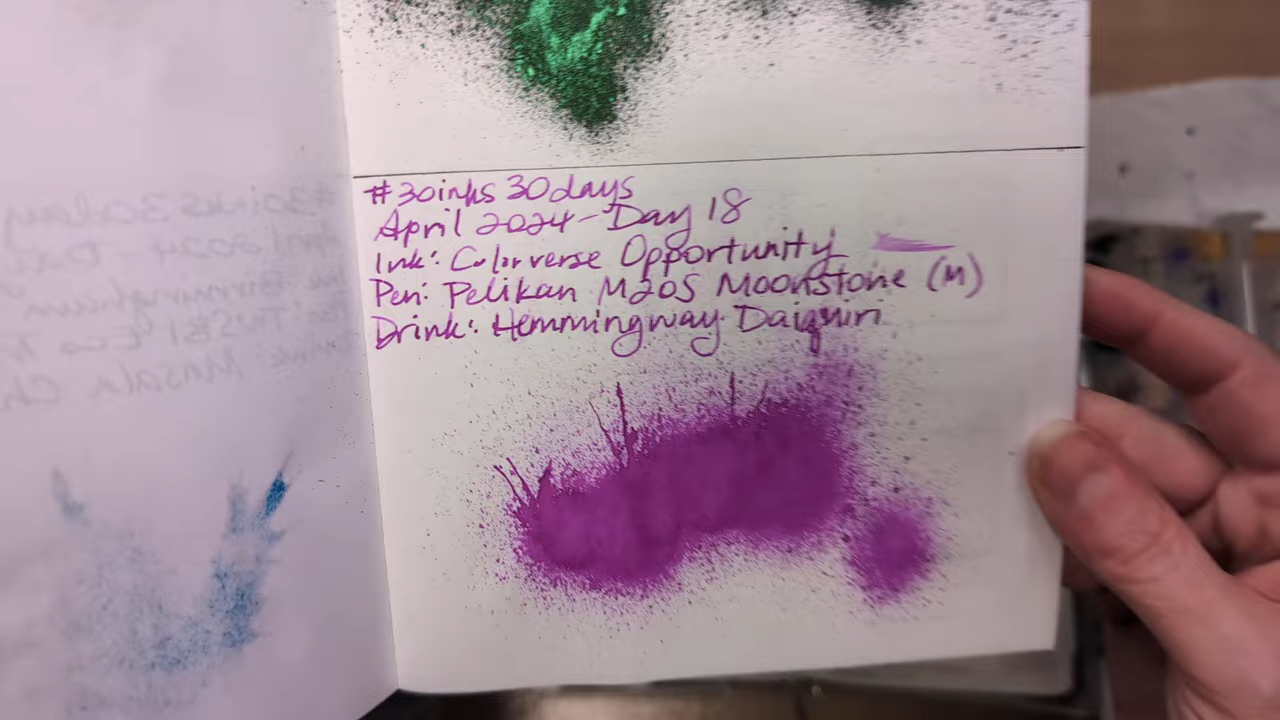 #30inks 30days
April 2024 - Day 18
Ink: Colorverse Opportunity
Pen: Pelikan M205 Moonstone (M)
Drink: Hemmingway Daiquiri